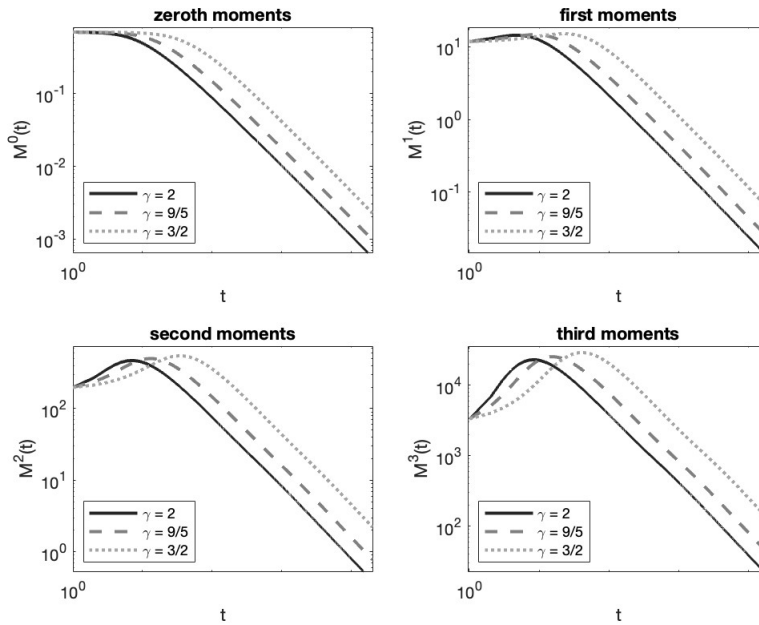 zeroth moments
M^0(t)
10^-1
10^-2
10^-3
γ = 2
γ = 9/5
γ = 3/2
10^0
t
first moments
M^1(t)
10^1
10^0
10^-1
γ = 2
γ = 9/5
γ = 3/2
10^0
t
second moments
M^2(t)
10^2
10^1
10^0
γ = 2
γ = 9/5
γ = 3/2
10^0
t
third moments
M^3(t)
10^4
10^3
10^2
γ = 2
γ = 9/5
γ = 3/2
10^0
t